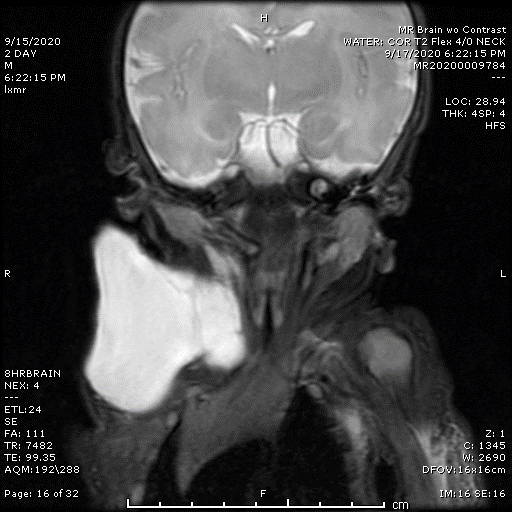 H
9/15/2020
2 DAY
M
6:22:15 PM
lxmr
MR Brain wo Contrast
WATER: COR T2 Flex 4/0 NECK
9/17/2020 6:22:15 PM
MR20200009784
---
LOC: 28.94
THK: 4SP: 4
HFS
R
L
8HRBRAIN
NEX: 4
---
ETL:24
SE
FA: 111
TR: 7482
TE: 99.35
AQM:192\288
Page: 16 of 32
Z: 1
C: 1345
W: 2690
DFOV:16x16cm
IM:16 SE:16
F
cm